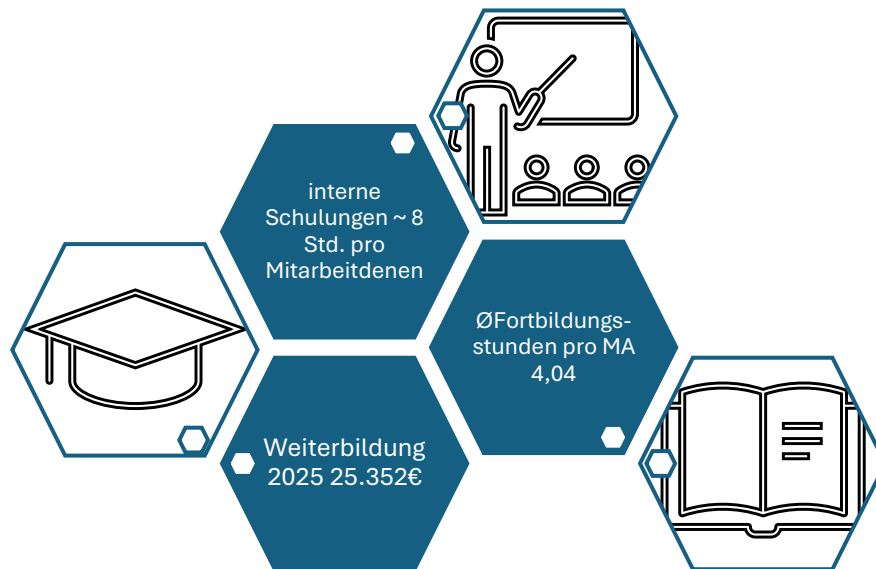 interne
Schulungen ~ 8
Std. pro
Mitarbeitdenen
ØFortbildungs-
stunden pro MA
4,04
Weiterbildung
2025 25.352€